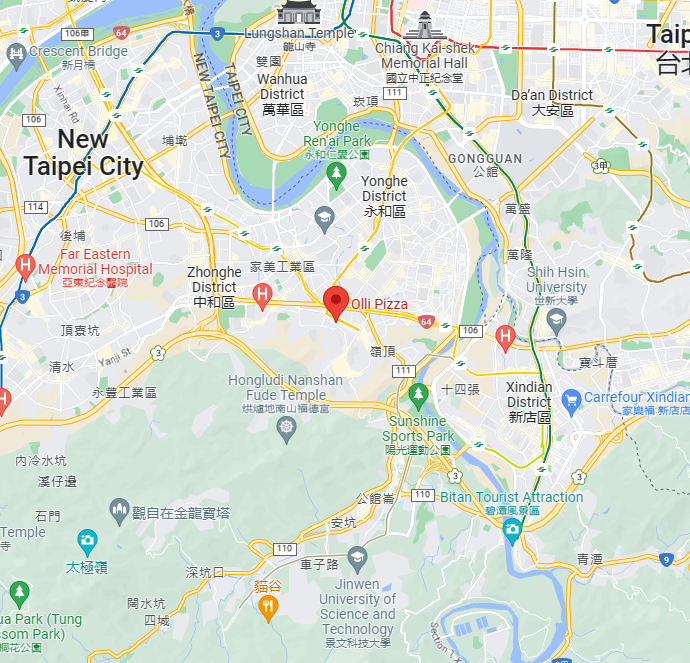 106甲
64
3
Lungshan Temple
龍山寺
Chiang Kai-shek
Memorial Hall
國立中正紀念堂
Taip
台北
Crescent Bridge
新月橋
雙園
Wanhua
District
萬華區
TAIPEI CITY
NEW TAIPEI CITY
崁頂
111
Da'an District
大安區
Xinhai Rd
106
New
Taipei City
埔墘
Yonghe
Ren'ai Park
永和仁愛公園
GONGGUAN
公館
3甲
Yonghe
District
永和區
114
106
萬盛
後埔
Far Eastern
Memorial Hospital
亞東紀念醫院
H
3
Zhonghe
District
中和區
家美工業區
萬隆
Shih Hsin
University
世新大學
H
Olli Pizza
64
106
H
頂寮坑
Yanji St
3
清水
嶺頂
111
寶斗厝
永豐工業區
Hongludi Nanshan
Fude Temple
烘爐地南山福德宮
十四張
Xindian
District
新店區
Carrefour Xindian
家樂福 新店店
H
Sunshine
Sports Park
陽光運動公園
內冷水坑
溪仔邊
3
3
石門
觀自在金龍寶塔
公館崙
110
Bitan Tourist Attraction
碧潭風景區
Temple
寺
安坑
太極嶺
110
車子路
深坑口
青潭
9
貓谷
Jinwen
University of
Science and
Technology
景文科技大學
ua Park (Tung
ssom Park)
桐花公園
闊水坑
四城
Section 1, X